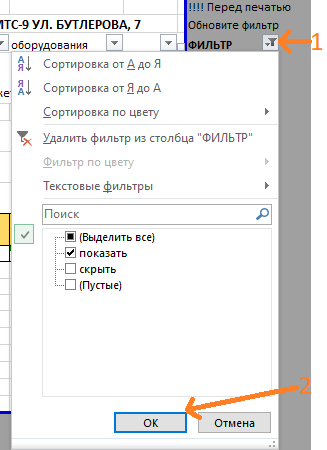 !!!! Перед печатью
МТС-9 УЛ. БУТЛЕРОВА, 7
Обновите фильтр
оборудования
ФИЛЬТР
1
Сортировка от А до Я
Сортировка от Я до А
Сортировка по цвету
Удалить фильтр из столбца "ФИЛЬТР"
Фильтр по цвету
Текстовые фильтры
Поиск
(Выделить все)
показать
скрыть
(Пустые)
2
ОК
Отмена